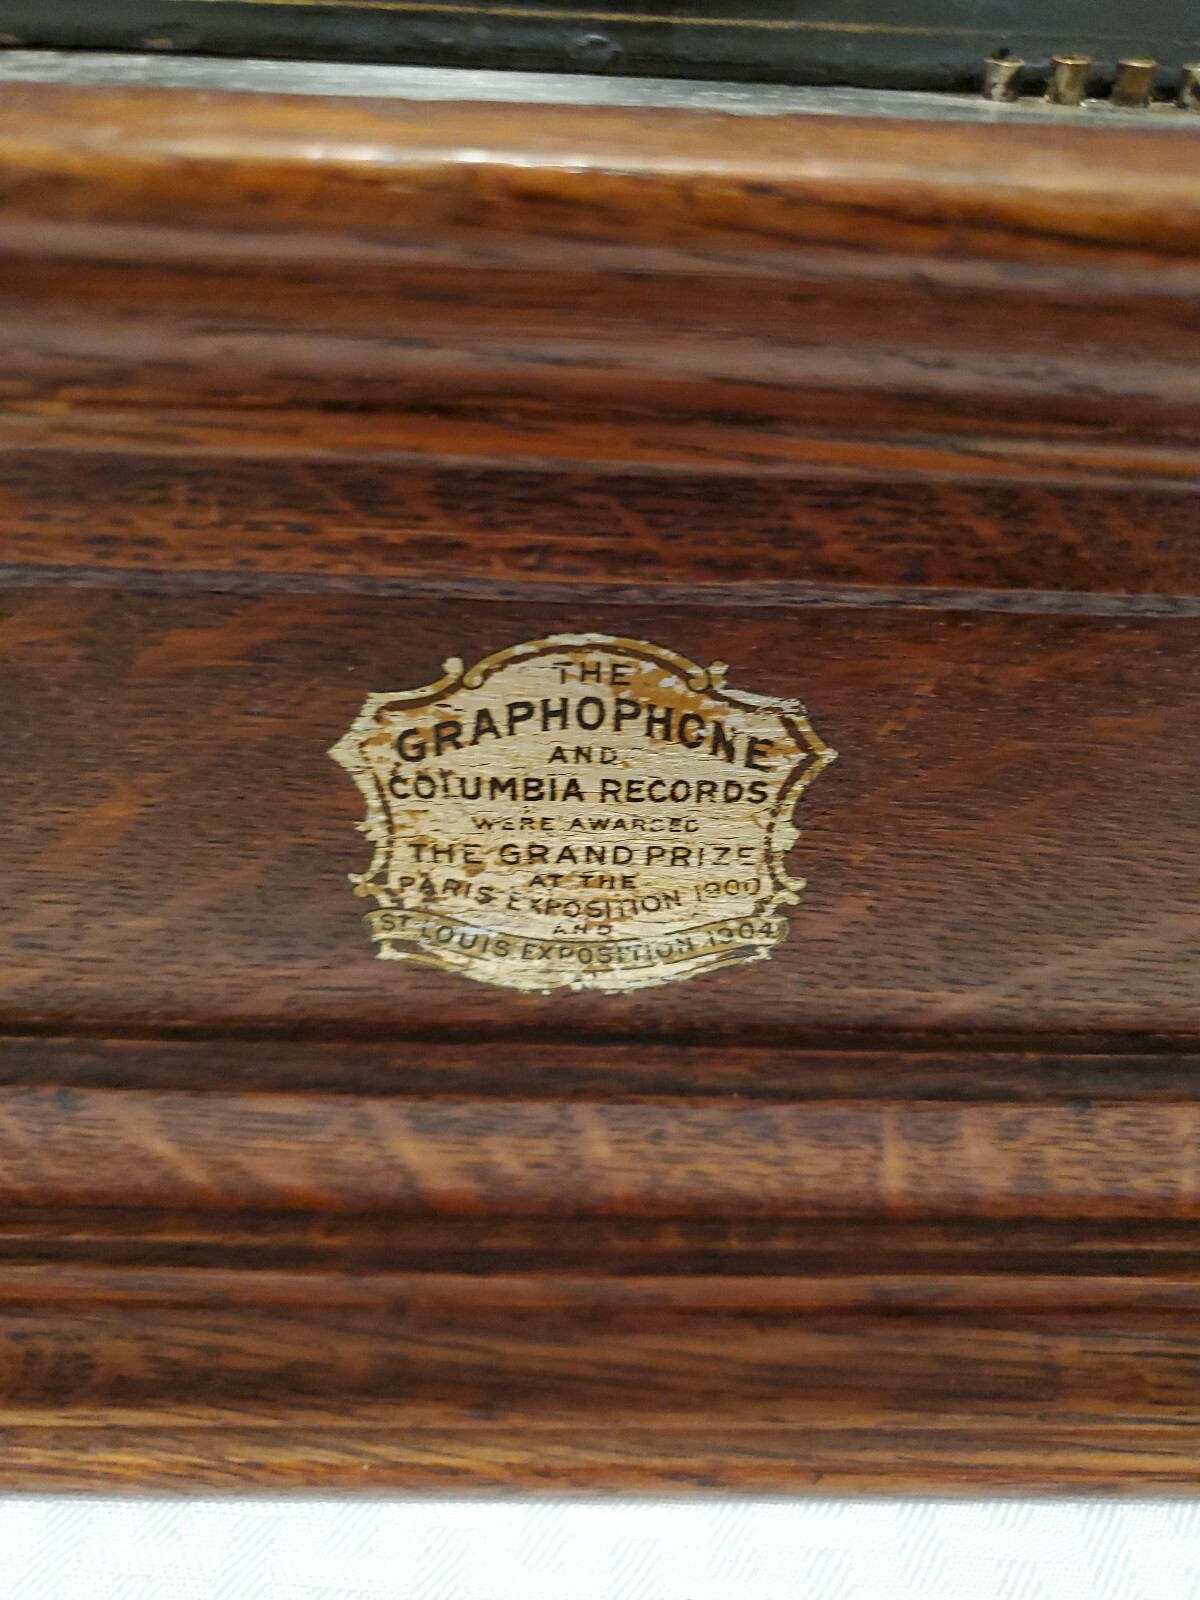 THE
GRAPHOPHONE
AND
COLUMBIA RECORDS
WERE AWARDED
THE GRAND PRIZE
AT THE
PARIS EXPOSITION 1900
AND
ST LOUIS EXPOSITION 1904